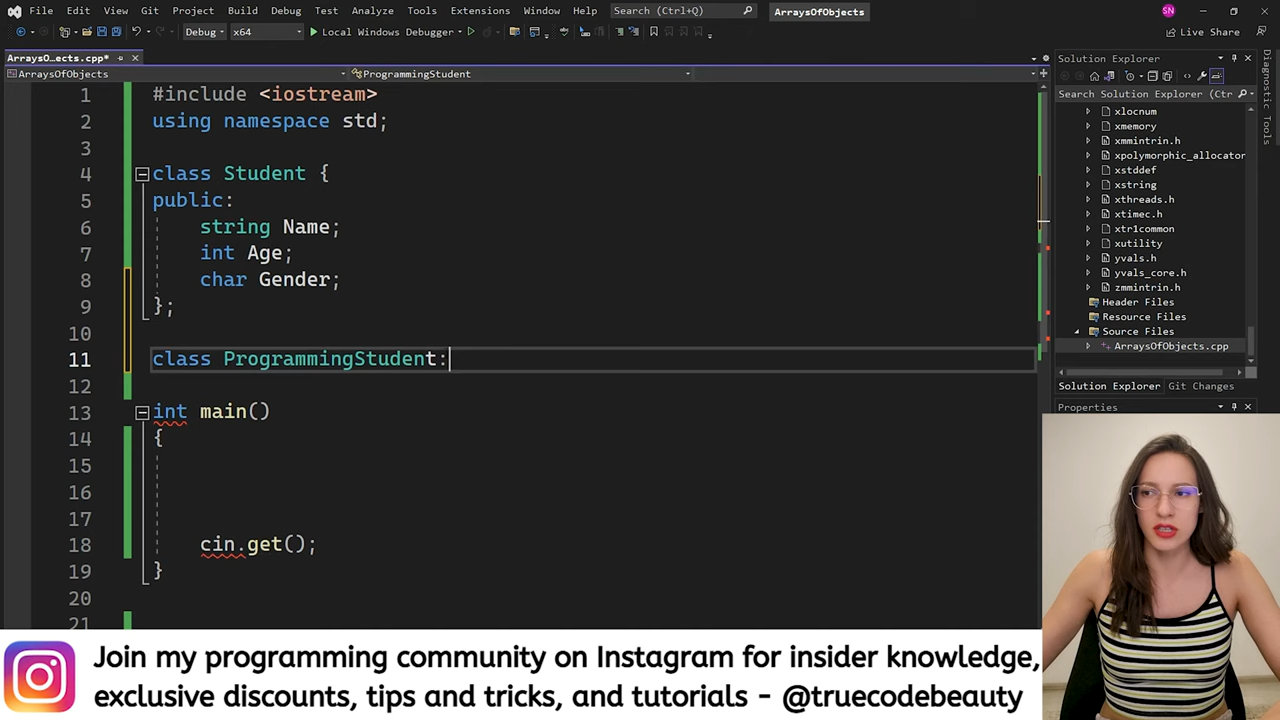 File Edit View Git Project Build Debug Test Analyze Tools Extensions Window Help Search (Ctrl+Q) ArraysOfObjects SN
Debug x64 Local Windows Debugger Live Share
ArraysO...ects.cpp*
ArraysOfObjects ProgrammingStudent
1 #include <iostream>
2 using namespace std;
3
4 class Student {
5 public:
6 string Name;
7 int Age;
8 char Gender;
9 };
10
11 class ProgrammingStudent:
12
13 int main()
14 {
15
16
17
18 cin.get();
19 }
20
21
Solution Explorer
Search Solution Explorer (Ctr
xlocnum
xmemory
xmmintrin.h
xpolymorphic_allocator
xstddef
xstring
xthreads.h
xtimec.h
xtr1common
xutility
yvals.h
yvals_core.h
zmmintrin.h
Header Files
Resource Files
Source Files
ArraysOfObjects.cpp
Solution Explorer Git Changes
Properties
Diagnostic Tools
Join my programming community on Instagram for insider knowledge,
exclusive discounts, tips and tricks, and tutorials - @truecodebeauty